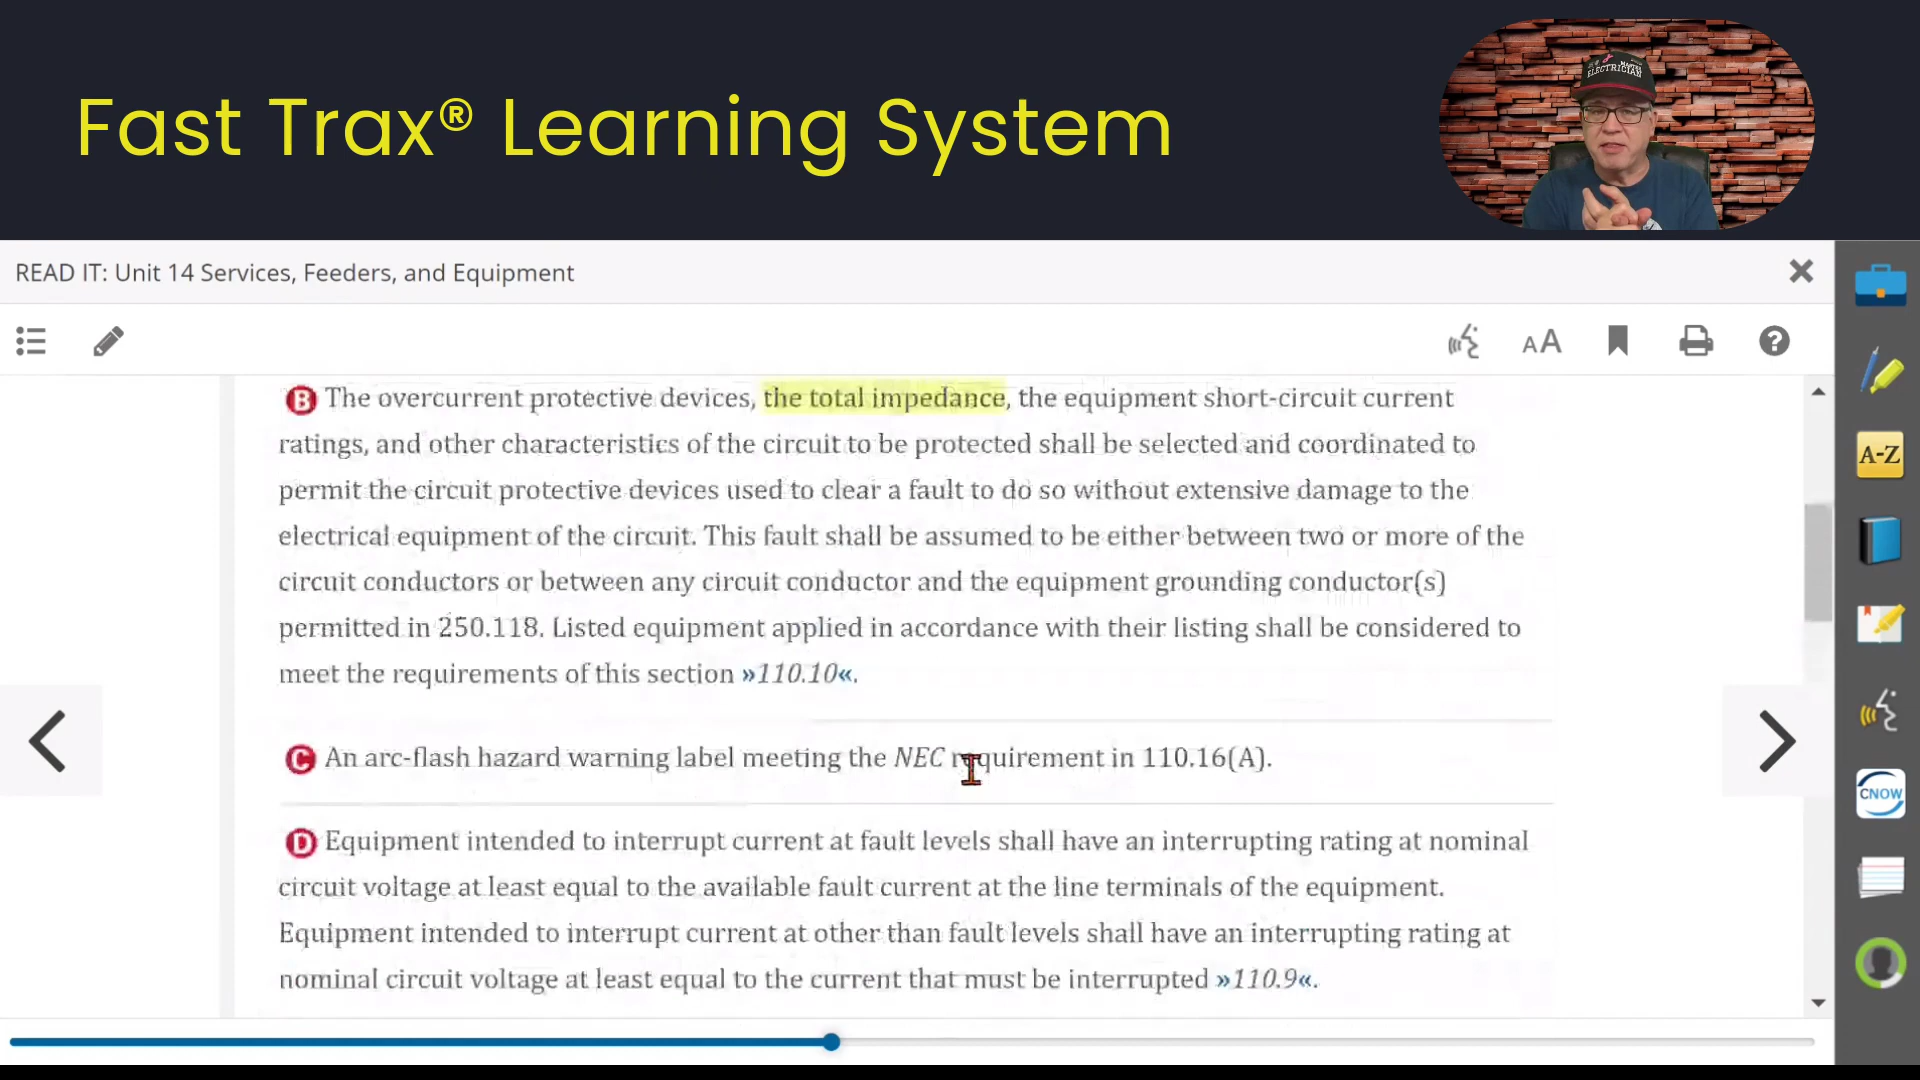 Fast Trax® Learning System
MASTER
ELECTRICIAN
READ IT: Unit 14 Services, Feeders, and Equipment
AA
B The overcurrent protective devices, the total impedance, the equipment short-circuit current
ratings, and other characteristics of the circuit to be protected shall be selected and coordinated to
permit the circuit protective devices used to clear a fault to do so without extensive damage to the
electrical equipment of the circuit. This fault shall be assumed to be either between two or more of the
circuit conductors or between any circuit conductor and the equipment grounding conductor(s)
permitted in 250.118. Listed equipment applied in accordance with their listing shall be considered to
meet the requirements of this section »110.10«.
C An arc-flash hazard warning label meeting the NEC requirement in 110.16(A).
D Equipment intended to interrupt current at fault levels shall have an interrupting rating at nominal
circuit voltage at least equal to the available fault current at the line terminals of the equipment.
Equipment intended to interrupt current at other than fault levels shall have an interrupting rating at
nominal circuit voltage at least equal to the current that must be interrupted »110.9«.
A-Z
CNOW